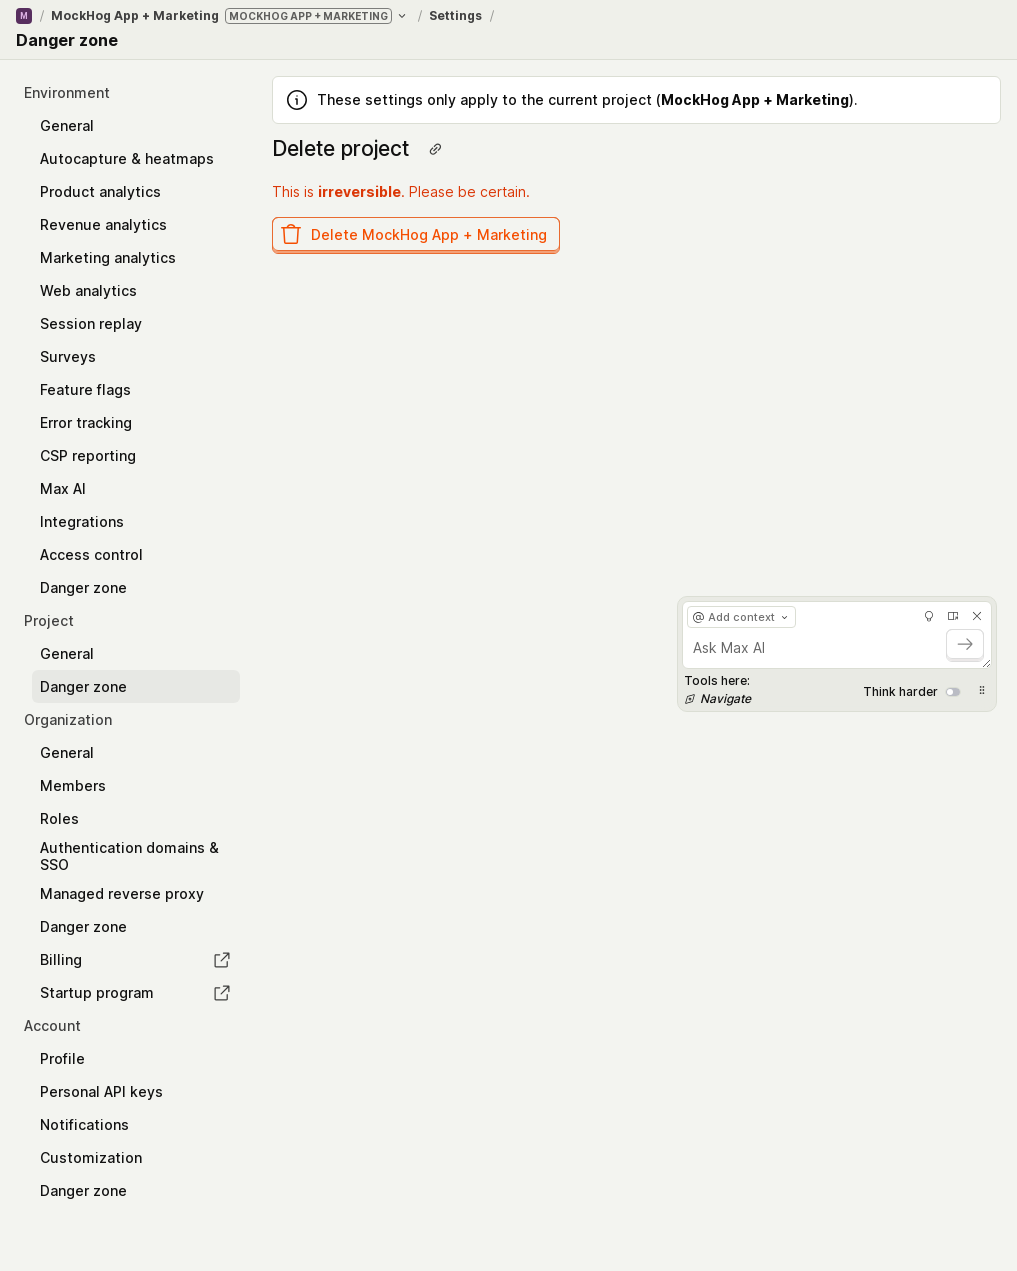 M / MockHog App + Marketing MOCKHOG APP + MARKETING / Settings /
Danger zone
Environment
General
Autocapture & heatmaps
Product analytics
Revenue analytics
Marketing analytics
Web analytics
Session replay
Surveys
Feature flags
Error tracking
CSP reporting
Max AI
Integrations
Access control
Danger zone
Project
General
Danger zone
Organization
General
Members
Roles
Authentication domains &
SSO
Managed reverse proxy
Danger zone
Billing
Startup program
Account
Profile
Personal API keys
Notifications
Customization
Danger zone
These settings only apply to the current project (MockHog App + Marketing).
Delete project
This is irreversible. Please be certain.
Delete MockHog App + Marketing
@ Add context
Ask Max AI
Tools here:
Navigate
Think harder